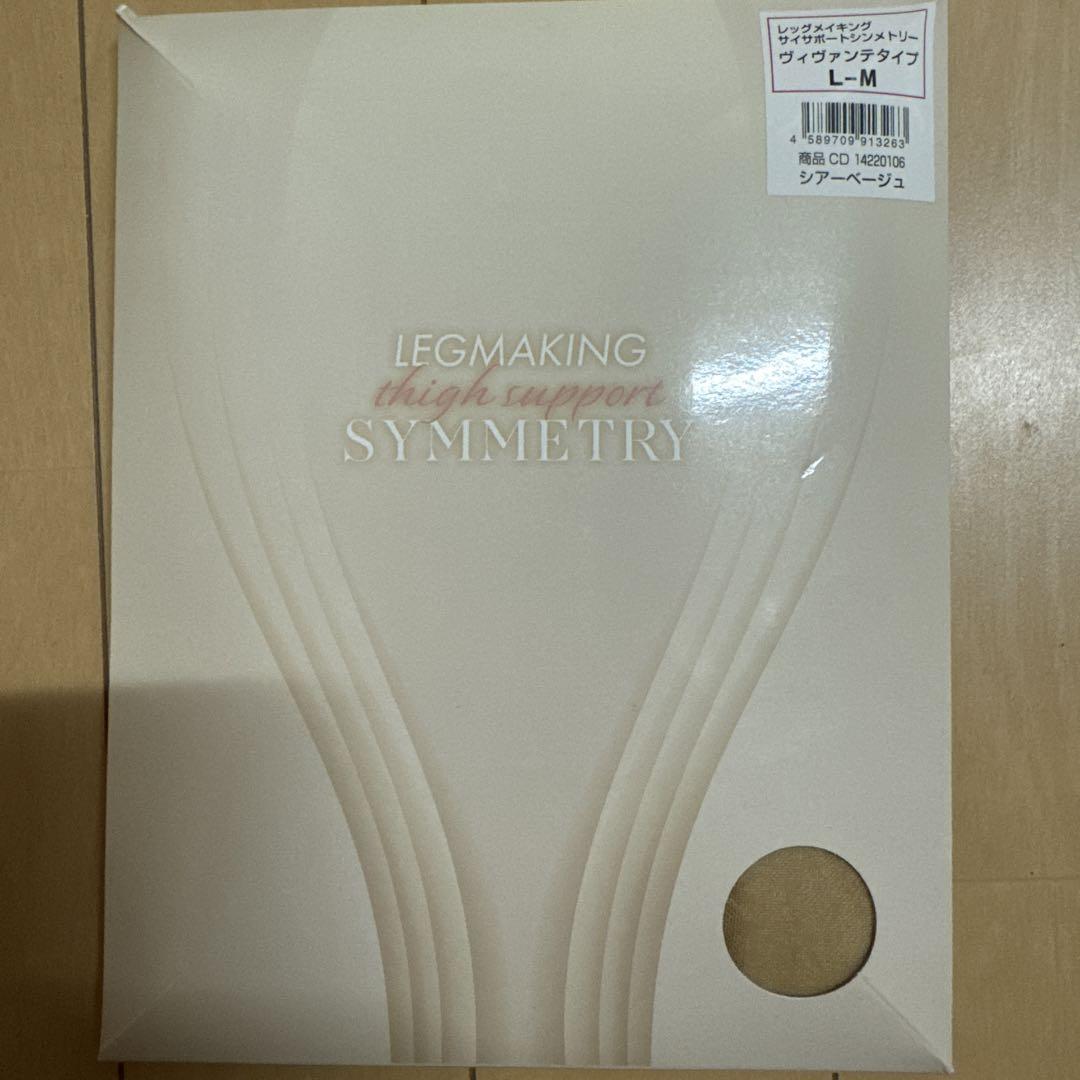 レッグメイキング
サイサポートシンメトリー
ヴィヴァンテタイプ
L-M
4 589709 913263
商品CD 14220106
シアーベージュ
LEGMAKING
thigh support
SYMMETRY